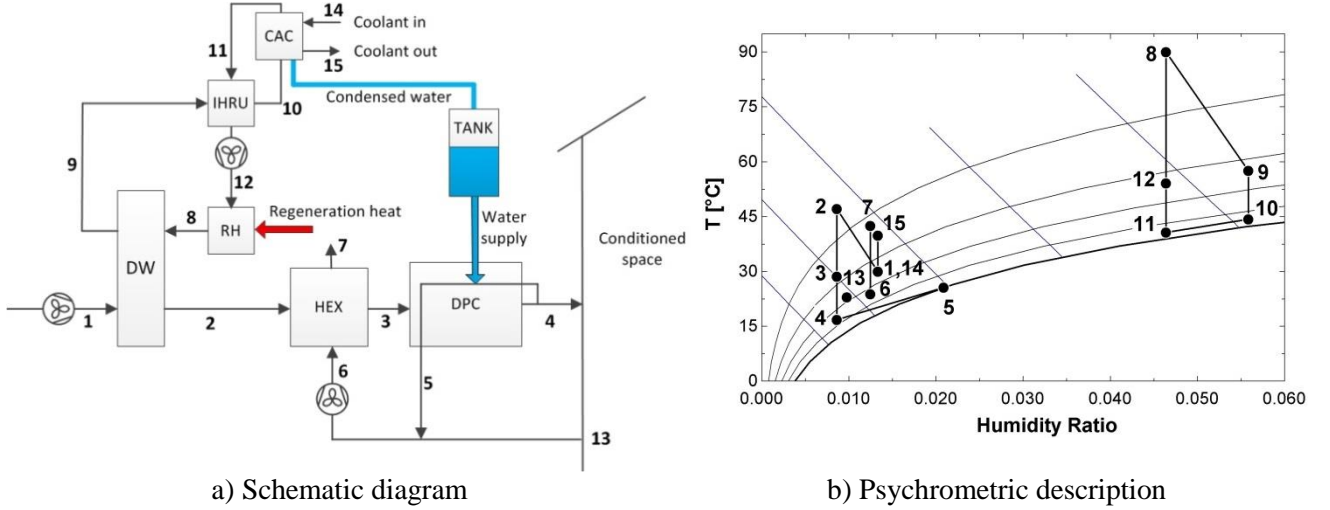 14
Coolant in
CAC
11
Coolant out
15
IHRU
10
Condensed water
TANK
9
12
8
Regeneration heat
RH
Water
supply
7
Conditioned
space
DW
HEX
DPC
1
2
3
4
6
5
13
a) Schematic diagram
90
75
60
45
30
15
0
T [°C]
8
9
12
10
11
2
7
15
3
13
1, 14
6
4
5
0.000
0.010
0.020
0.030
0.040
0.050
0.060
Humidity Ratio
b) Psychrometric description